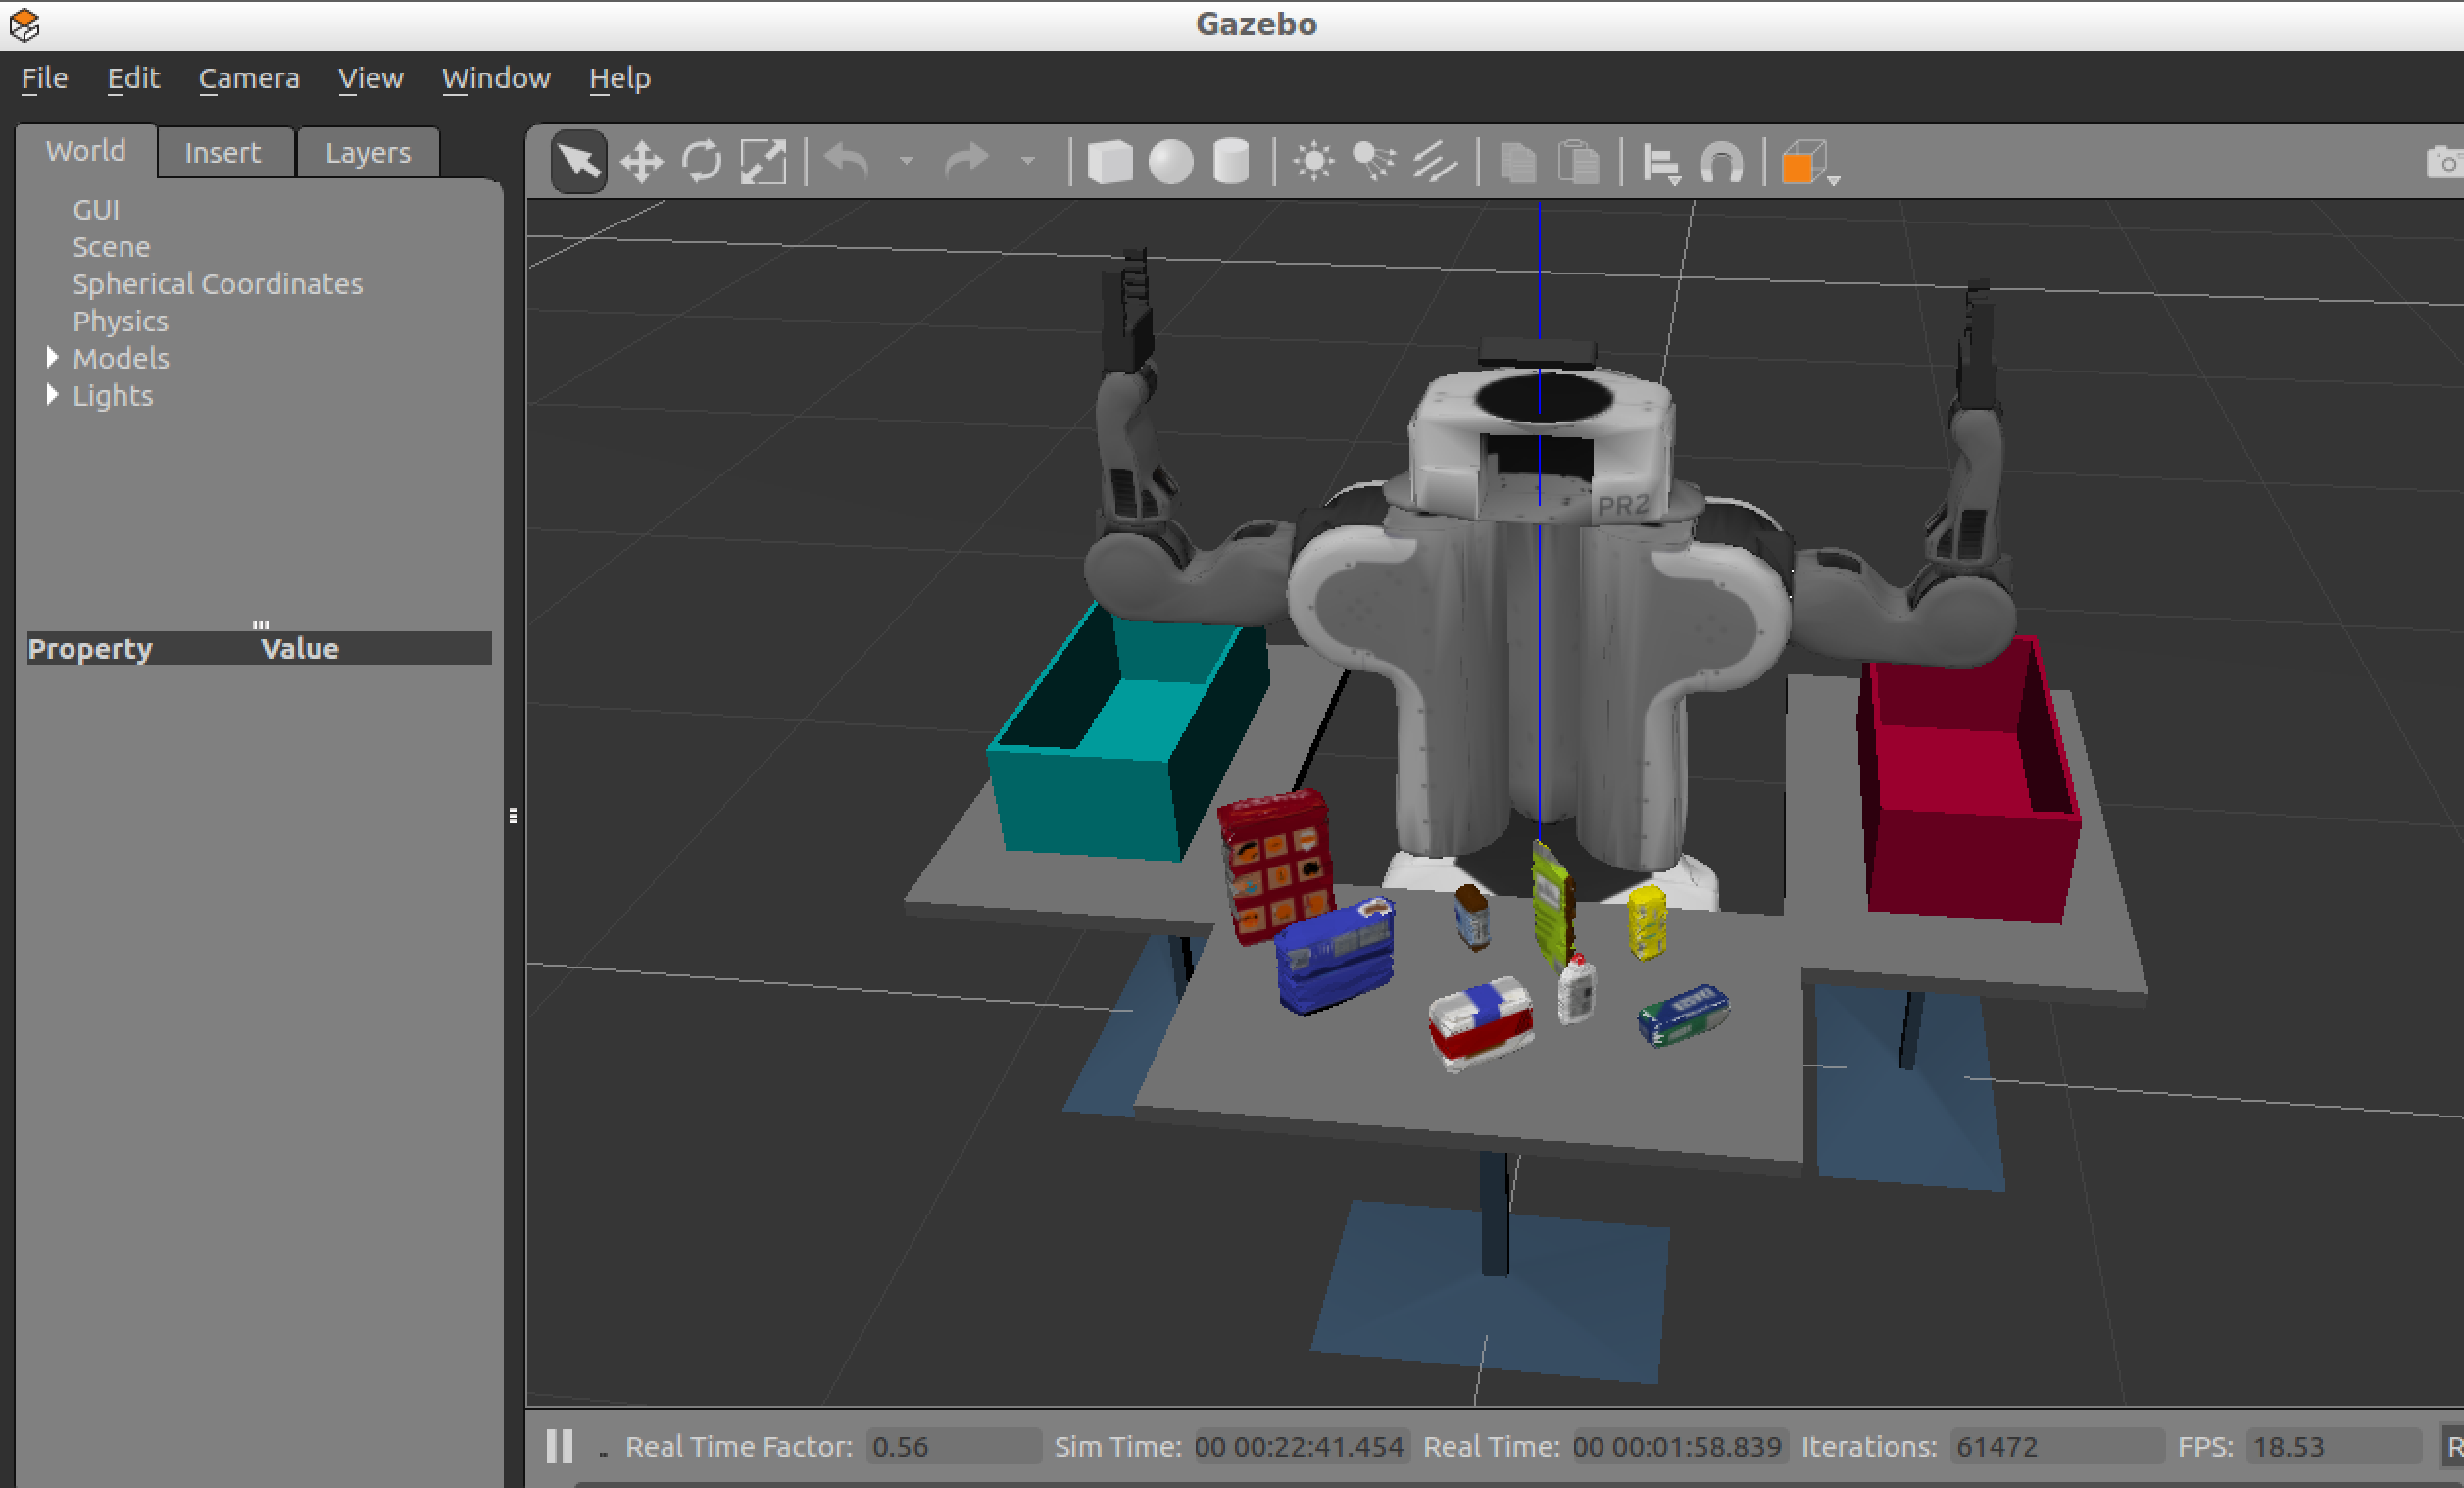 Gazebo
File Edit Camera View Window Help
World Insert Layers
GUI
Scene
Spherical Coordinates
Physics
Models
Lights
Property Value
PR2
Real Time Factor: 0.56 Sim Time: 00 00:22:41.454 Real Time: 00 00:01:58.839 Iterations: 61472 FPS: 18.53 R